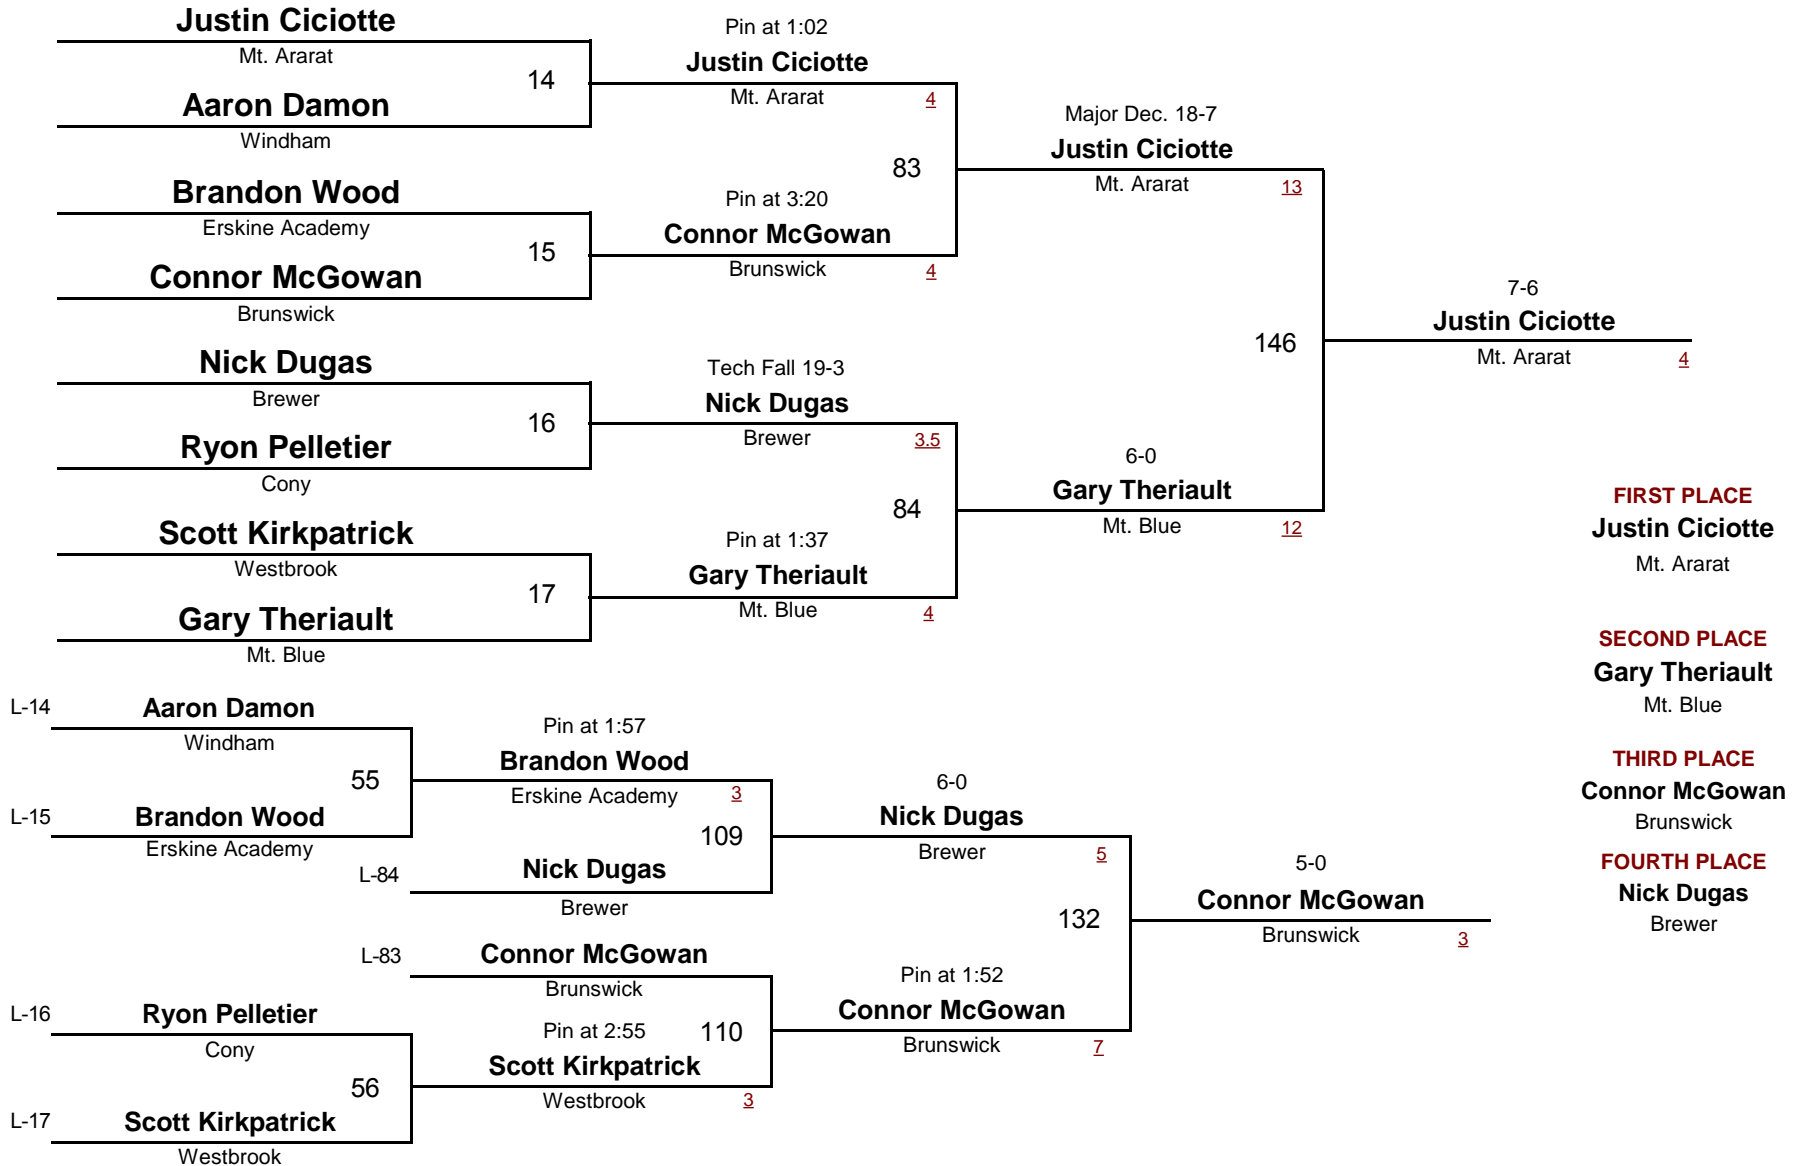 Justin Ciciotte
Mt. Ararat
14
Aaron Damon
Windham
Brandon Wood
Erskine Academy
15
Connor McGowan
Brunswick
Nick Dugas
Brewer
16
Ryon Pelletier
Cony
Scott Kirkpatrick
Westbrook
17
Gary Theriault
Mt. Blue
Pin at 1:02
Justin Ciciotte
Mt. Ararat 4
83
Pin at 3:20
Connor McGowan
Brunswick 4
Tech Fall 19-3
Nick Dugas
Brewer 3.5
84
Pin at 1:37
Gary Theriault
Mt. Blue 4
Major Dec. 18-7
Justin Ciciotte
Mt. Ararat 13
146
6-0
Gary Theriault
Mt. Blue 12
7-6
Justin Ciciotte
Mt. Ararat 4
FIRST PLACE
Justin Ciciotte
Mt. Ararat
SECOND PLACE
Gary Theriault
Mt. Blue
THIRD PLACE
Connor McGowan
Brunswick
FOURTH PLACE
Nick Dugas
Brewer
L-14 Aaron Damon
Windham
55
L-15 Brandon Wood
Erskine Academy
Pin at 1:57
Brandon Wood
Erskine Academy 3
109
L-84 Nick Dugas
Brewer
L-83 Connor McGowan
Brunswick
L-16 Ryon Pelletier
Cony
56
L-17 Scott Kirkpatrick
Westbrook
Pin at 2:55 110
Scott Kirkpatrick
Westbrook 3
6-0
Nick Dugas
Brewer 5
132
Pin at 1:52
Connor McGowan
Brunswick 7
5-0
Connor McGowan
Brunswick 3